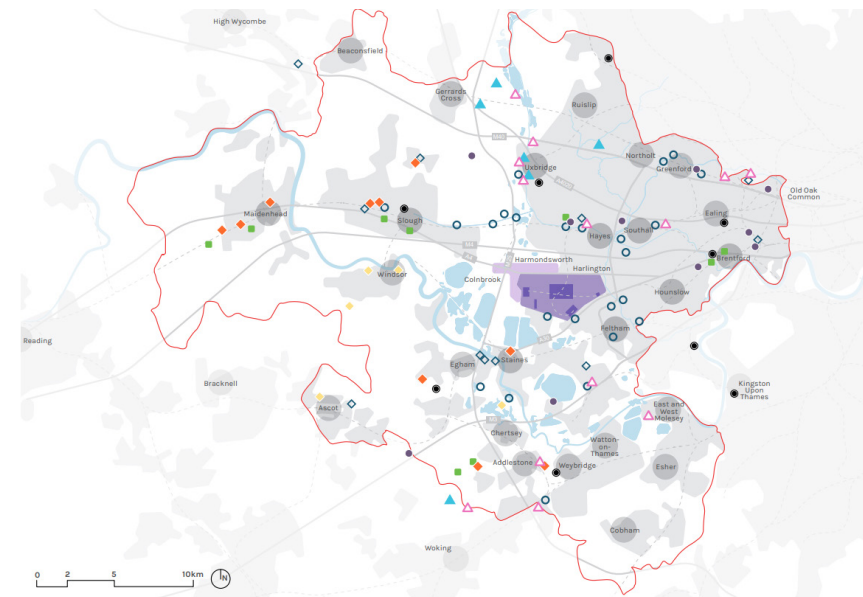 High Wycombe
Beaconsfield
Gerrards
Cross
Ruislip
Northolt
Greenford
Uxbridge
Old Oak
Common
Maidenhead
Slough
Ealing
Hayes
Southall
Brentford
Harmondsworth
Harlington
Colnbrook
Windsor
Hounslow
Feltham
Reading
Egham
Staines
Bracknell
Kingston
Upon
Thames
Ascot
East and
West
Molesey
Chertsey
Watton-
on-
Thames
Addlestone
Weybridge
Esher
Cobham
Woking
0 2 5 10km
N